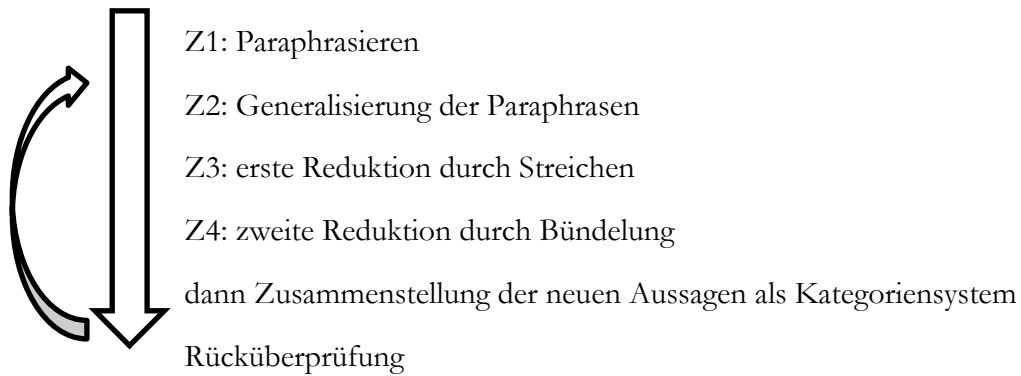 Z1: Paraphrasieren
Z2: Generalisierung der Paraphrasen
Z3: erste Reduktion durch Streichen
Z4: zweite Reduktion durch Bündelung
dann Zusammenstellung der neuen Aussagen als Kategoriensystem
Rücküberprüfung